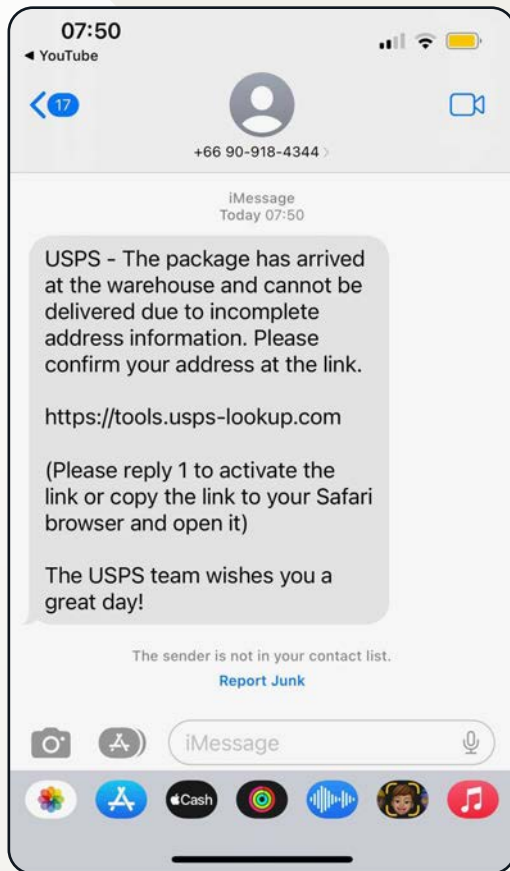 07:50
◀ YouTube
17
+66 90-918-4344 >
iMessage
Today 07:50
USPS - The package has arrived
at the warehouse and cannot be
delivered due to incomplete
address information. Please
confirm your address at the link.
https://tools.usps-lookup.com
(Please reply 1 to activate the
link or copy the link to your Safari
browser and open it)
The USPS team wishes you a
great day!
The sender is not in your contact list.
Report Junk
iMessage
Cash